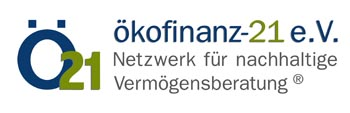 Ö21
ökofinanz-21 e.V.
Netzwerk für nachhaltige
Vermögensberatung ®